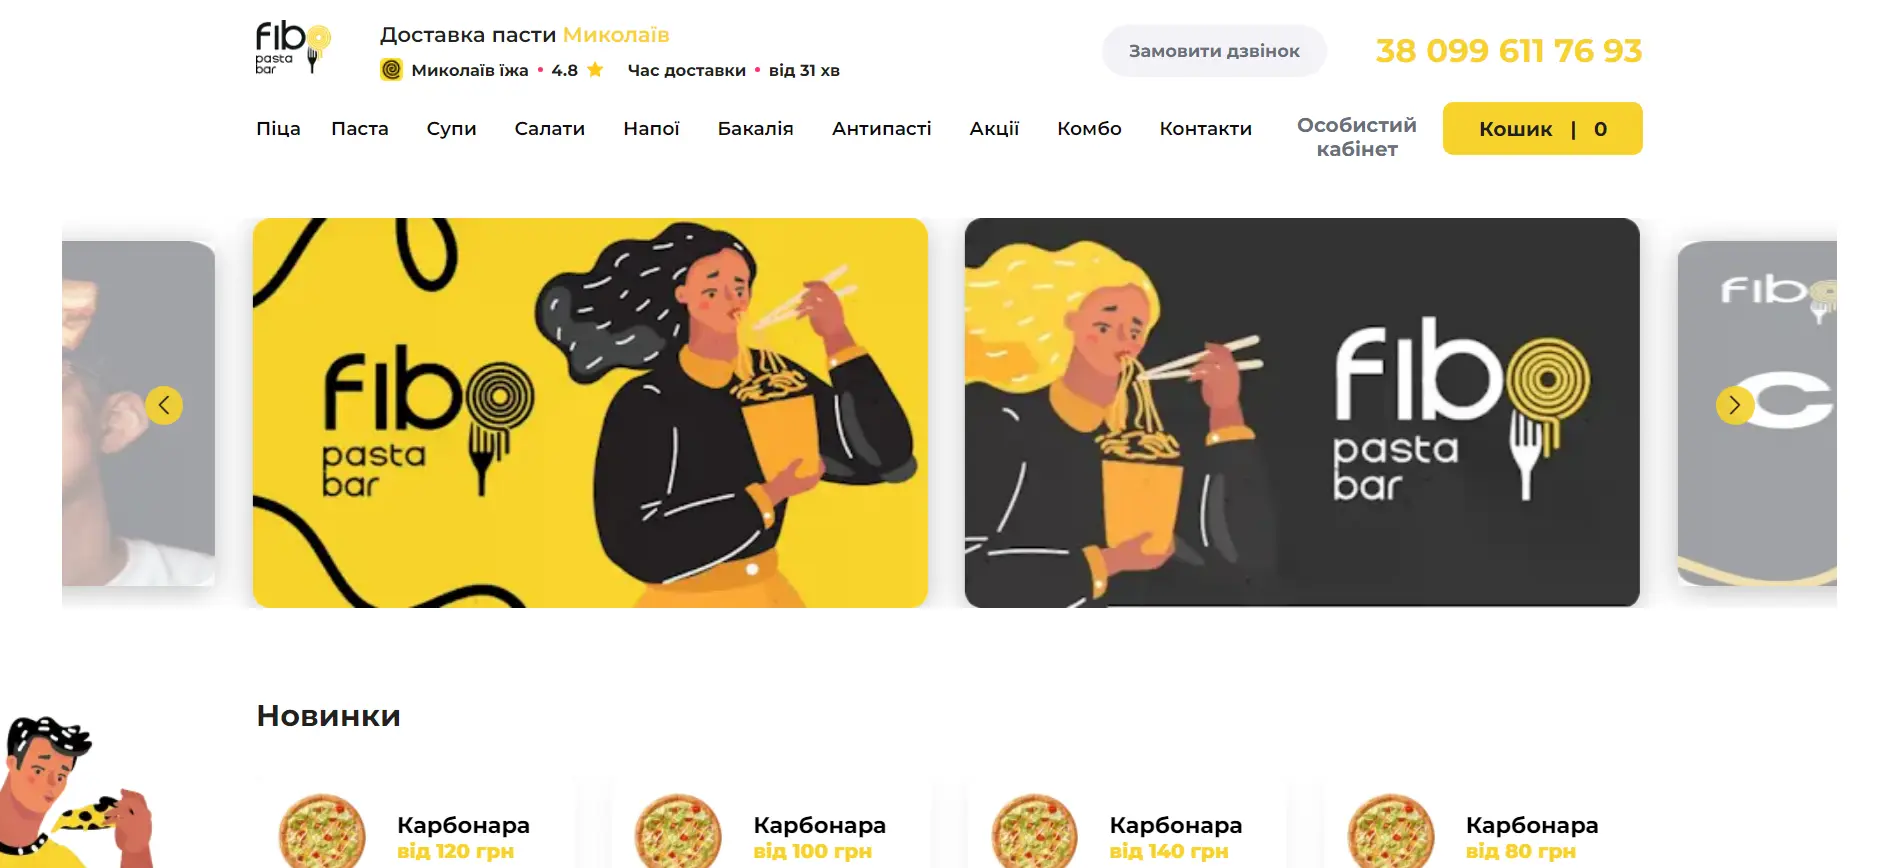 fibo
pasta
bar
Доставка пасти Миколаїв
Миколаїв їжа • 4.8
Час доставки • від 31 хв
Замовити дзвінок
38 099 611 76 93
Піца
Паста
Супи
Салати
Напої
Бакалія
Антипасті
Акції
Комбо
Контакти
Особистий
кабінет
Кошик | 0
fibo
pasta
bar
fibo
pasta
bar
fibo
C
Новинки
Карбонара
від 120 грн
Карбонара
від 100 грн
Карбонара
від 140 грн
Карбонара
від 80 грн